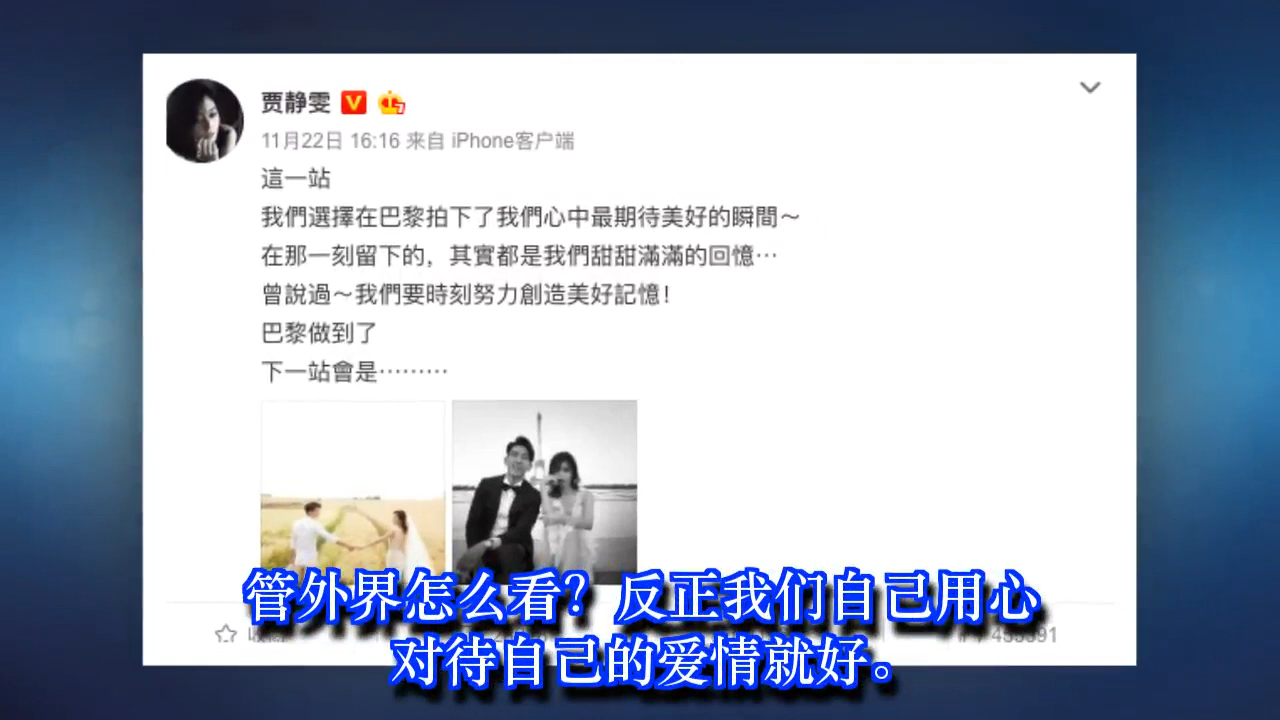 贾静雯
11月22日 16:16 来自 iPhone客户端
這一站
我們選擇在巴黎拍下了我們心中最期待美好的瞬間～
在那一刻留下的，其實都是我們甜甜滿滿的回憶…
曾說過～我們要時刻努力創造美好記憶！
巴黎做到了
下一站會是………
管外界怎么看？反正我们自己用心
对待自己的爱情就好。